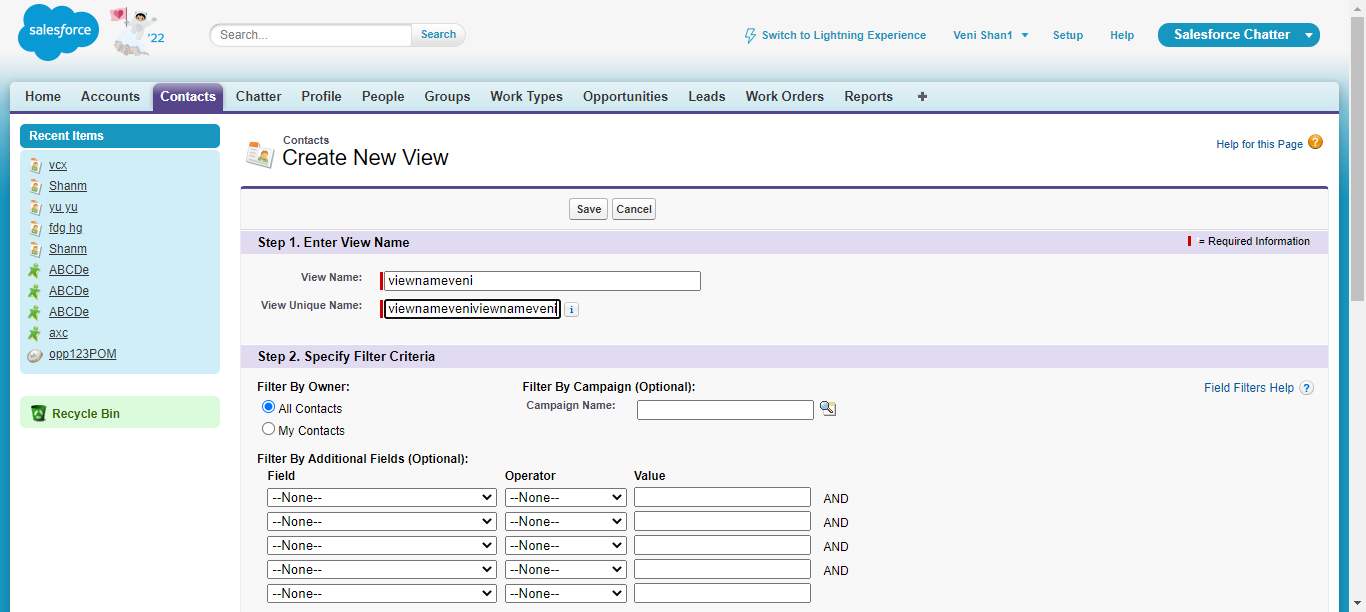 salesforce
'22
Search...
Search
Switch to Lightning Experience
Veni Shan1
Setup
Help
Salesforce Chatter
Home Accounts Contacts Chatter Profile People Groups Work Types Opportunities Leads Work Orders Reports +
Recent Items
vcx
Shanm
yu yu
fdg hg
Shanm
ABCDe
ABCDe
ABCDe
axc
opp123POM
Recycle Bin
Contacts
Create New View
Help for this Page ?
Save Cancel
Step 1. Enter View Name
= Required Information
View Name: viewnameveni
View Unique Name: viewnameveniviewnameveni i
Step 2. Specify Filter Criteria
Filter By Owner:
All Contacts
My Contacts
Filter By Campaign (Optional):
Campaign Name:
Field Filters Help ?
Filter By Additional Fields (Optional):
Field Operator Value
--None-- --None-- AND
--None-- --None-- AND
--None-- --None-- AND
--None-- --None-- AND
--None-- --None--